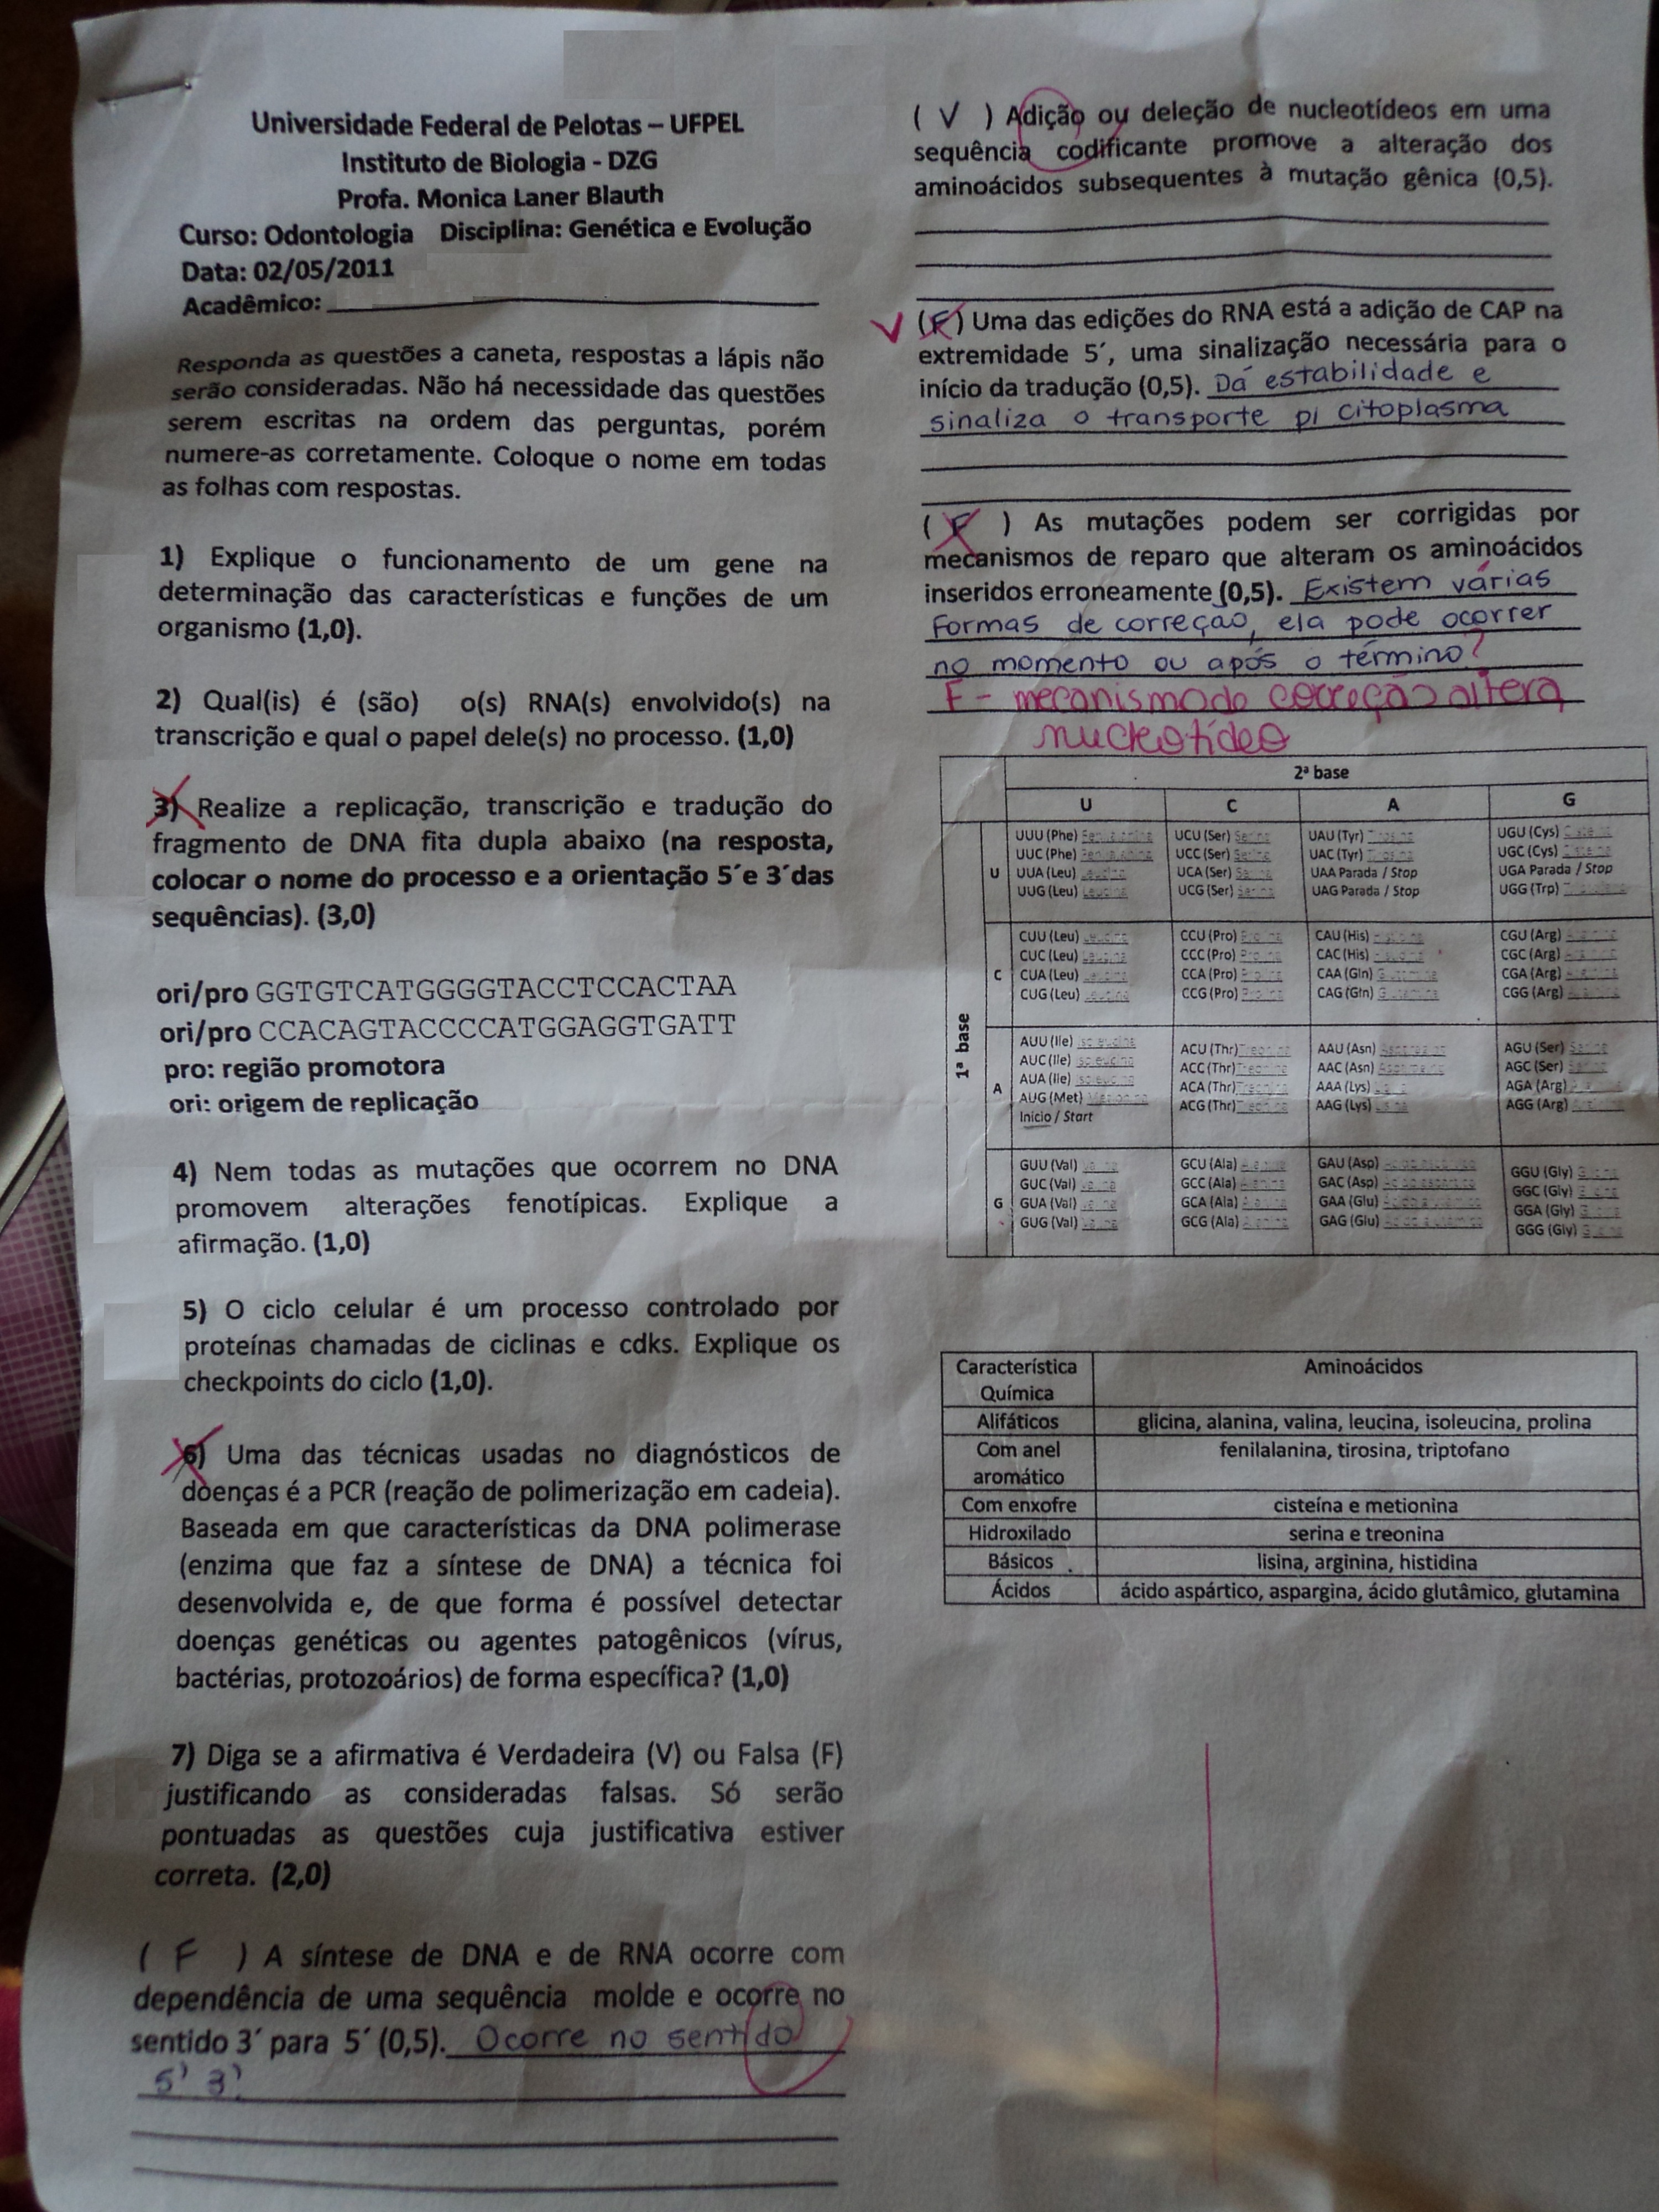 Universidade Federal de Pelotas – UFPEL
Instituto de Biologia - DZG
Profa. Monica Laner Blauth
Curso: Odontologia Disciplina: Genética e Evolução
Data: 02/05/2011
Acadêmico:
Responda as questões a caneta, respostas a lápis não
serão consideradas. Não há necessidade das questões
serem escritas na ordem das perguntas, porém
numere-as corretamente. Coloque o nome em todas
as folhas com respostas.
1) Explique o funcionamento de um gene na
determinação das características e funções de um
organismo (1,0).
2) Qual(is) é (são) o(s) RNA(s) envolvido(s) na
transcrição e qual o papel dele(s) no processo. (1,0)
3) Realize a replicação, transcrição e tradução do
fragmento de DNA fita dupla abaixo (na resposta,
colocar o nome do processo e a orientação 5´e 3´das
sequências). (3,0)
ori/pro GGTGTCATGGGGTACCTCCACTAA
ori/pro CCACAGTACCCCATGGAGGTGATT
pro: região promotora
ori: origem de replicação
4) Nem todas as mutações que ocorrem no DNA
promovem alterações fenotípicas. Explique a
afirmação. (1,0)
5) O ciclo celular é um processo controlado por
proteínas chamadas de ciclinas e cdks. Explique os
checkpoints do ciclo (1,0).
6) Uma das técnicas usadas no diagnósticos de
doenças é a PCR (reação de polimerização em cadeia).
Baseada em que características da DNA polimerase
(enzima que faz a síntese de DNA) a técnica foi
desenvolvida e, de que forma é possível detectar
doenças genéticas ou agentes patogênicos (vírus,
bactérias, protozoários) de forma específica? (1,0)
7) Diga se a afirmativa é Verdadeira (V) ou Falsa (F)
justificando as consideradas falsas. Só serão
pontuadas as questões cuja justificativa estiver
correta. (2,0)
( F ) A síntese de DNA e de RNA ocorre com
dependência de uma sequência molde e ocorre no
sentido 3´ para 5´ (0,5). Ocorre no sentido
5' 3'
( V ) Adição ou deleção de nucleotídeos em uma
sequência codificante promove a alteração dos
aminoácidos subsequentes à mutação gênica (0,5).
V (F) Uma das edições do RNA está a adição de CAP na
extremidade 5´, uma sinalização necessária para o
início da tradução (0,5). Dá estabilidade e
sinaliza o transporte p/ citoplasma
( F ) As mutações podem ser corrigidas por
mecanismos de reparo que alteram os aminoácidos
inseridos erroneamente (0,5). Existem várias
formas de correção, ela pode ocorrer
no momento ou após o término?
F - mecanismo de correção altera
nucleotídeo
2ª base
U C A G
1ª base
U
UUU (Phe) UCU (Ser) UAU (Tyr) UGU (Cys)
UUC (Phe) UCC (Ser) UAC (Tyr) UGC (Cys)
UUA (Leu) UCA (Ser) UAA Parada / Stop UGA Parada / Stop
UUG (Leu) UCG (Ser) UAG Parada / Stop UGG (Trp)
C
CUU (Leu) CCU (Pro) CAU (His) CGU (Arg)
CUC (Leu) CCC (Pro) CAC (His) CGC (Arg)
CUA (Leu) CCA (Pro) CAA (Gln) CGA (Arg)
CUG (Leu) CCG (Pro) CAG (Gln) CGG (Arg)
A
AUU (Ile) ACU (Thr) AAU (Asn) AGU (Ser)
AUC (Ile) ACC (Thr) AAC (Asn) AGC (Ser)
AUA (Ile) ACA (Thr) AAA (Lys) AGA (Arg)
AUG (Met) ACG (Thr) AAG (Lys) AGG (Arg)
Início / Start
G
GUU (Val) GCU (Ala) GAU (Asp) GGU (Gly)
GUC (Val) GCC (Ala) GAC (Asp) GGC (Gly)
GUA (Val) GCA (Ala) GAA (Glu) GGA (Gly)
GUG (Val) GCG (Ala) GAG (Glu) GGG (Gly)
Característica Aminoácidos
Química
Alifáticos glicina, alanina, valina, leucina, isoleucina, prolina
Com anel fenilalanina, tirosina, triptofano
aromático
Com enxofre cisteína e metionina
Hidroxilado serina e treonina
Básicos lisina, arginina, histidina
Ácidos ácido aspártico, aspargina, ácido glutâmico, glutamina